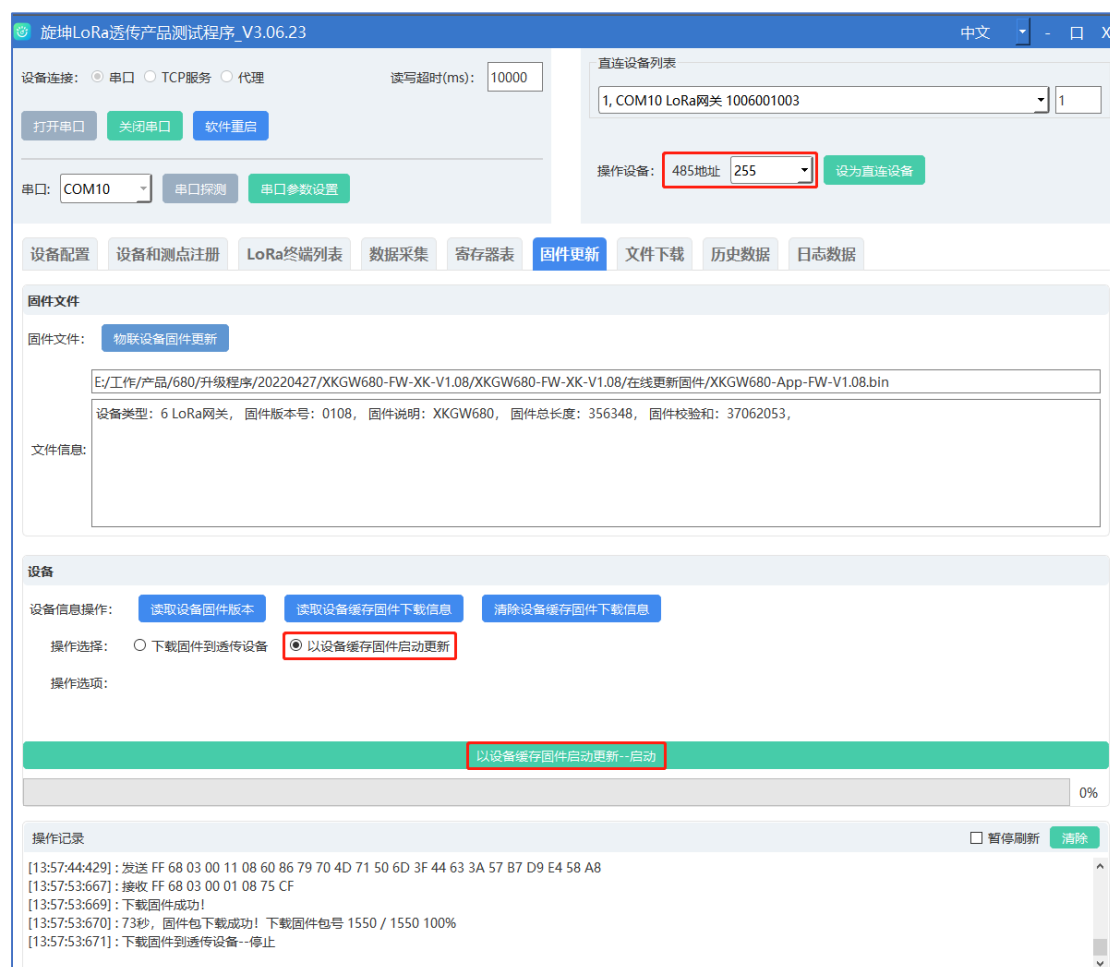 旋坤LoRa透传产品测试程序_V3.06.23 中文 - 口 X
设备连接: 串口 TCP服务 代理 读写超时(ms): 10000
直连设备列表
1, COM10 LoRa网关 1006001003 1
打开串口 关闭串口 软件重启
操作设备: 485地址 255 设为直连设备
串口: COM10 串口探测 串口参数设置
设备配置 设备和测点注册 LoRa终端列表 数据采集 寄存器表 固件更新 文件下载 历史数据 日志数据
固件文件
固件文件: 物联设备固件更新
E:/工作/产品/680/升级程序/20220427/XKGW680-FW-XK-V1.08/XKGW680-FW-XK-V1.08/在线更新固件/XKGW680-App-FW-V1.08.bin
设备类型: 6 LoRa网关, 固件版本号: 0108, 固件说明: XKGW680, 固件总长度: 356348, 固件校验和: 37062053,
文件信息:
设备
设备信息操作: 读取设备固件版本 读取设备缓存固件下载信息 清除设备缓存固件下载信息
操作选择: 下载固件到透传设备 以设备缓存固件启动更新
操作选项:
以设备缓存固件启动更新--启动
0%
操作记录 暂停刷新 清除
[13:57:44:429] : 发送 FF 68 03 00 11 08 60 86 79 70 4D 71 50 6D 3F 44 63 3A 57 B7 D9 E4 58 A8
[13:57:53:667] : 接收 FF 68 03 00 01 08 75 CF
[13:57:53:669] : 下载固件成功!
[13:57:53:670] : 73秒, 固件包下载成功! 下载固件包号 1550 / 1550 100%
[13:57:53:671] : 下载固件到透传设备--停止